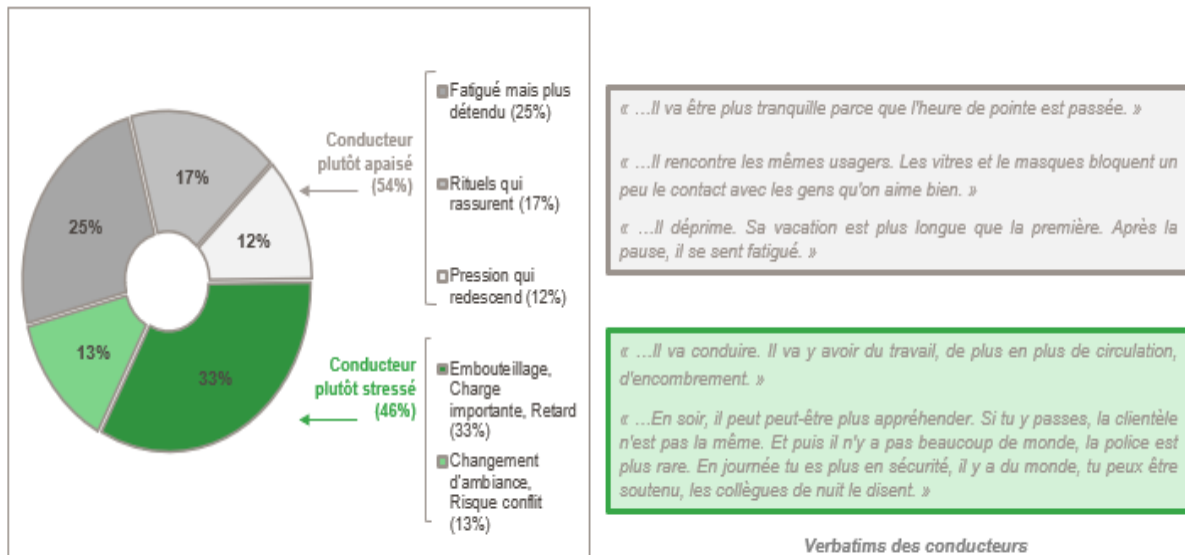 17%
25%
12%
13%
33%
Conducteur
plutôt apaisé
(54%)
Fatigué mais plus
détendu (25%)
Rituels qui
rassurent (17%)
Pression qui
redescend (12%)
Conducteur
plutôt stressé
(46%)
Embouteillage,
Charge
importante, Retard
(33%)
Changement
d'ambiance,
Risque conflit
(13%)
« ...Il va être plus tranquille parce que l'heure de pointe est passée. »
« ...Il rencontre les mêmes usagers. Les vitres et le masques bloquent un
peu le contact avec les gens qu'on aime bien. »
« ...Il déprime. Sa vacation est plus longue que la première. Après la
pause, il se sent fatigué. »
« ...Il va conduire. Il va y avoir du travail, de plus en plus de circulation,
d'encombrement. »
« ...En soir, il peut peut-être plus appréhender. Si tu y passes, la clientèle
n'est pas la même. Et puis il n'y a pas beaucoup de monde, la police est
plus rare. En journée tu es plus en sécurité, il y a du monde, tu peux être
soutenu, les collègues de nuit le disent. »
Verbatims des conducteurs